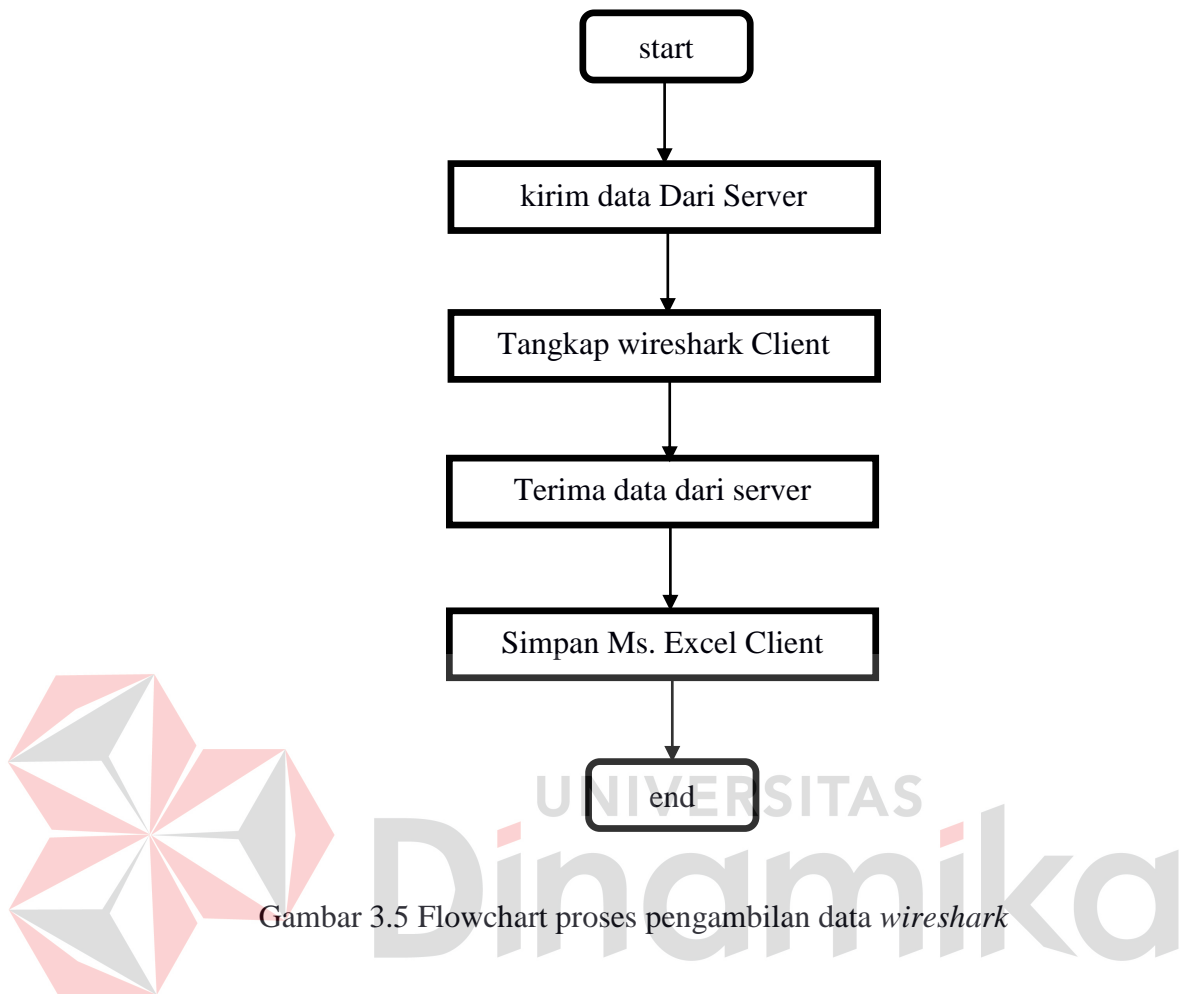 start
kirim data Dari Server
Tangkap wireshark Client
Terima data dari server
Simpan Ms. Excel Client
end
UNIVERSITAS
Dinamika
Gambar 3.5 Flowchart proses pengambilan data wireshark